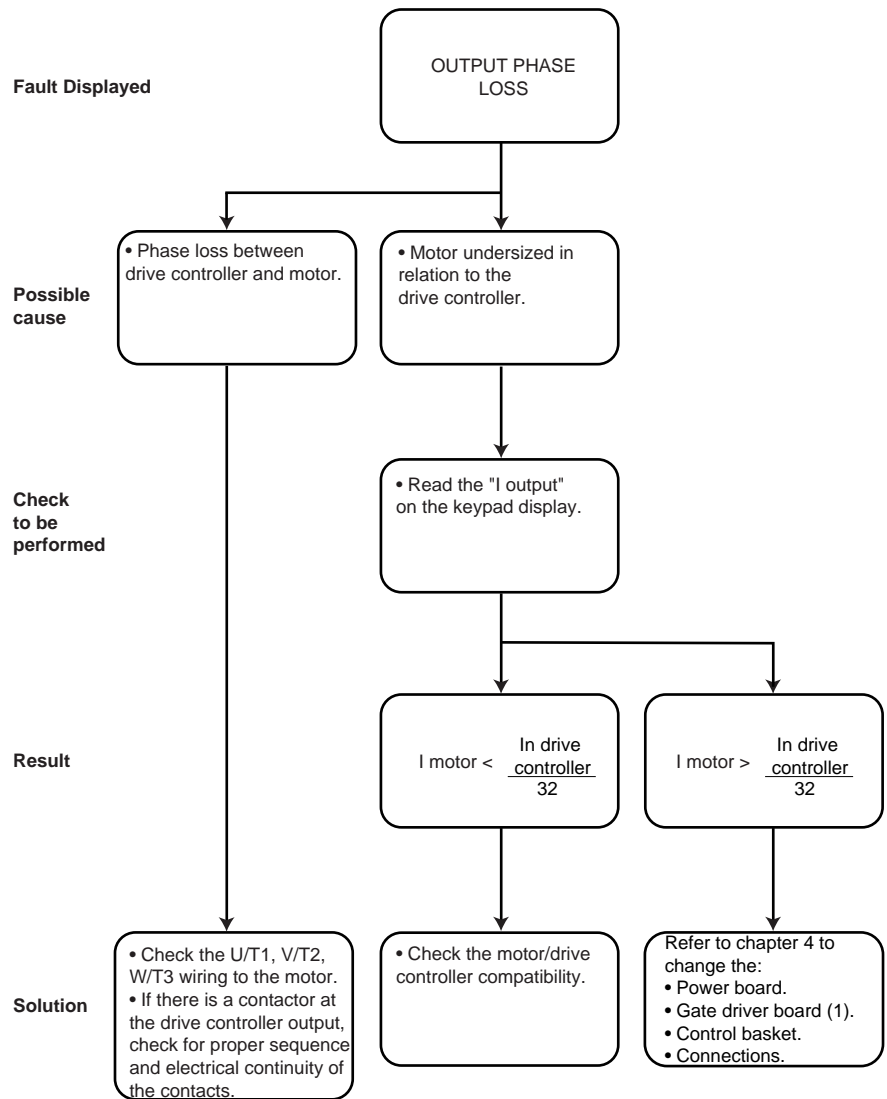 Fault Displayed
OUTPUT PHASE
LOSS
Possible
cause
• Phase loss between
drive controller and motor.
• Motor undersized in
relation to the
drive controller.
Check
to be
performed
• Read the "I output"
on the keypad display.
Result
I motor <
In drive
controller
32
I motor >
In drive
controller
32
Solution
• Check the U/T1, V/T2,
W/T3 wiring to the motor.
• If there is a contactor at
the drive controller output,
check for proper sequence
and electrical continuity of
the contacts.
• Check the motor/drive
controller compatibility.
Refer to chapter 4 to
change the:
• Power board.
• Gate driver board (1).
• Control basket.
• Connections.